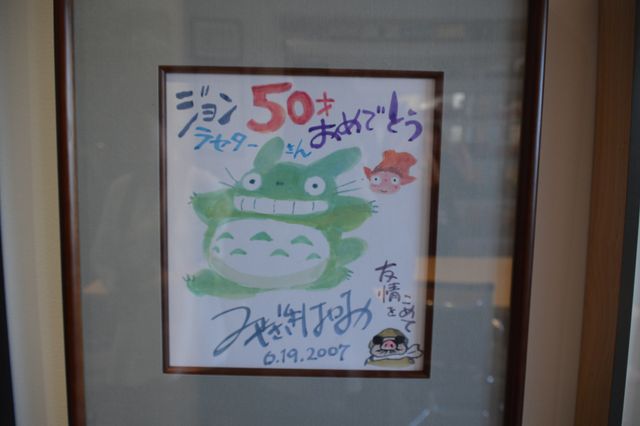 ジョン 50才
ラセターさん おめでとう
友情を
こめて
みやざきはやお
6.19.2007